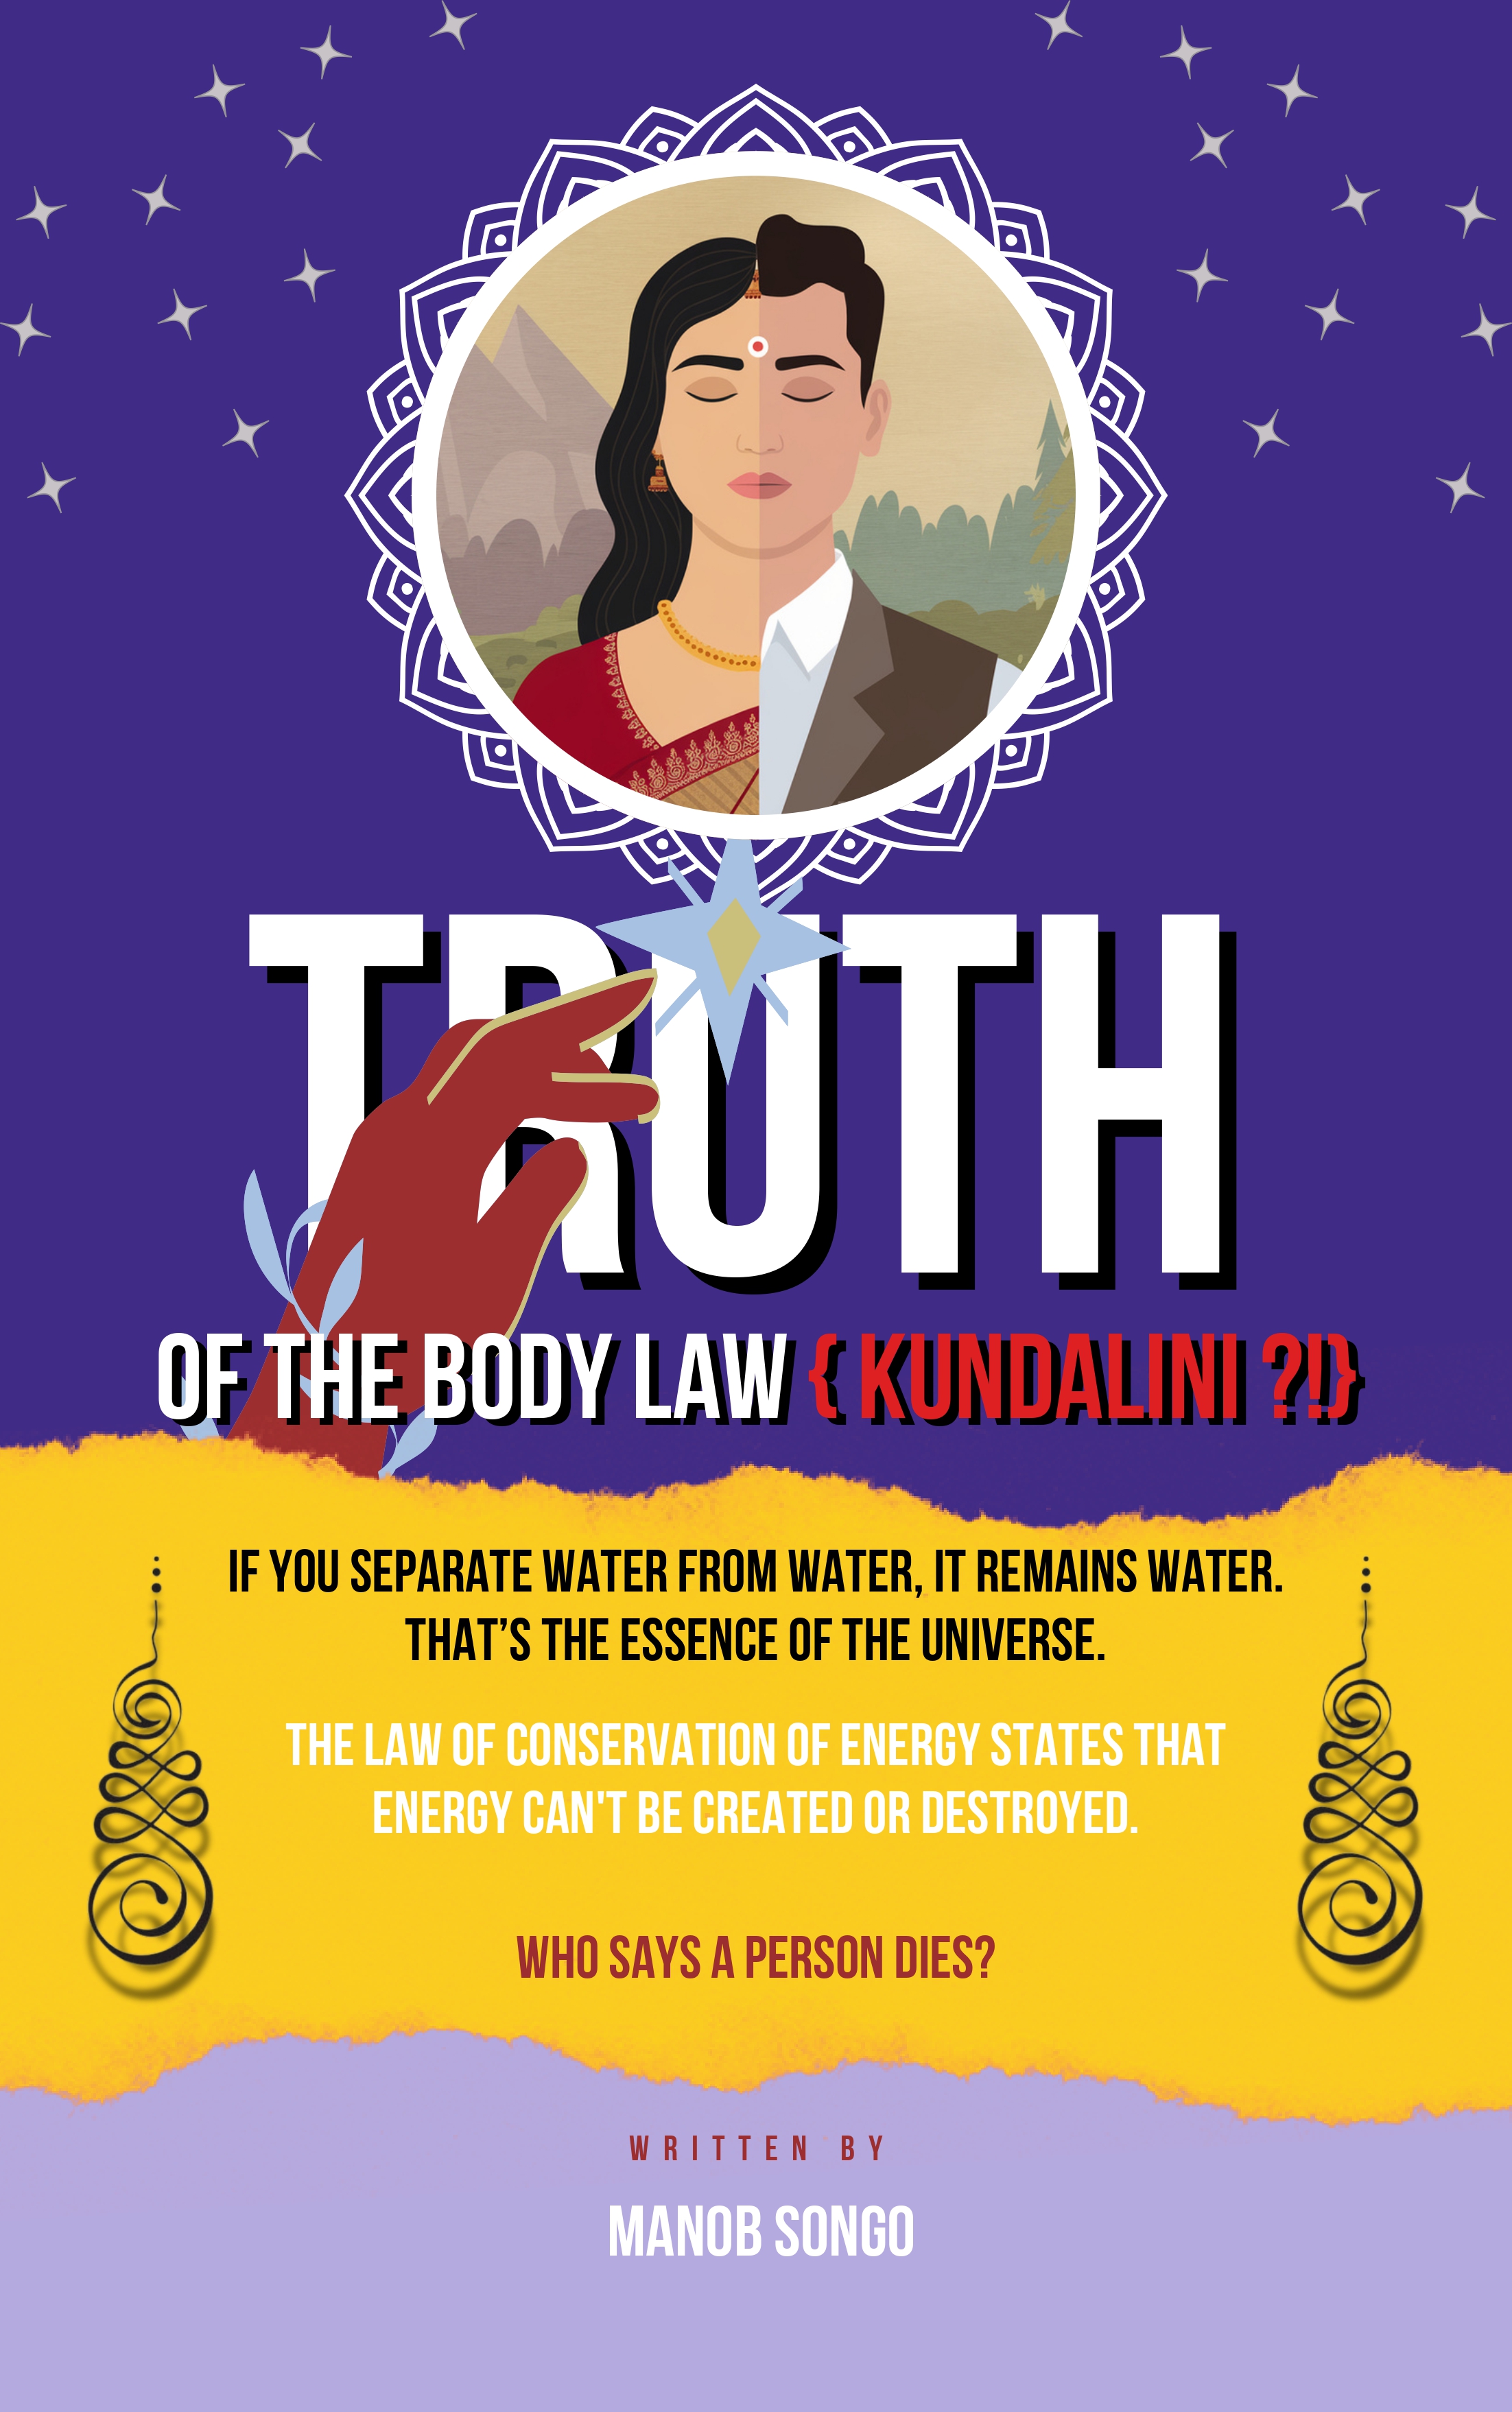 TRUTH
OF THE BODY LAW { KUNDALINI ?!}
IF YOU SEPARATE WATER FROM WATER, IT REMAINS WATER.
THAT’S THE ESSENCE OF THE UNIVERSE.
THE LAW OF CONSERVATION OF ENERGY STATES THAT
ENERGY CAN'T BE CREATED OR DESTROYED.
WHO SAYS A PERSON DIES?
WRITTEN BY
MANOB SONGO